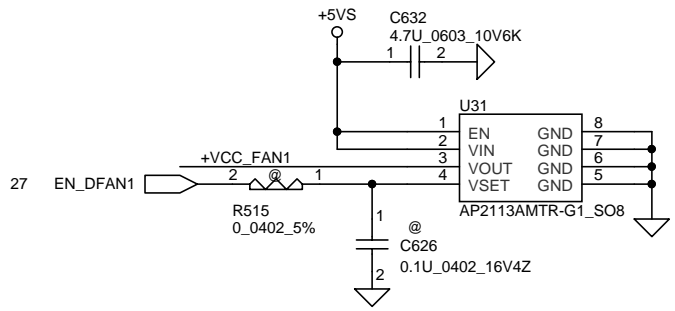 +5VS
C632
4.7U_0603_10V6K
1 2
U31
1 EN GND 8
2 VIN GND 7
+VCC_FAN1 3 VOUT GND 6
27 EN_DFAN1 2 @ 1 4 VSET GND 5
AP2113AMTR-G1_SO8
R515
0_0402_5%
1
@
C626
0.1U_0402_16V4Z
2